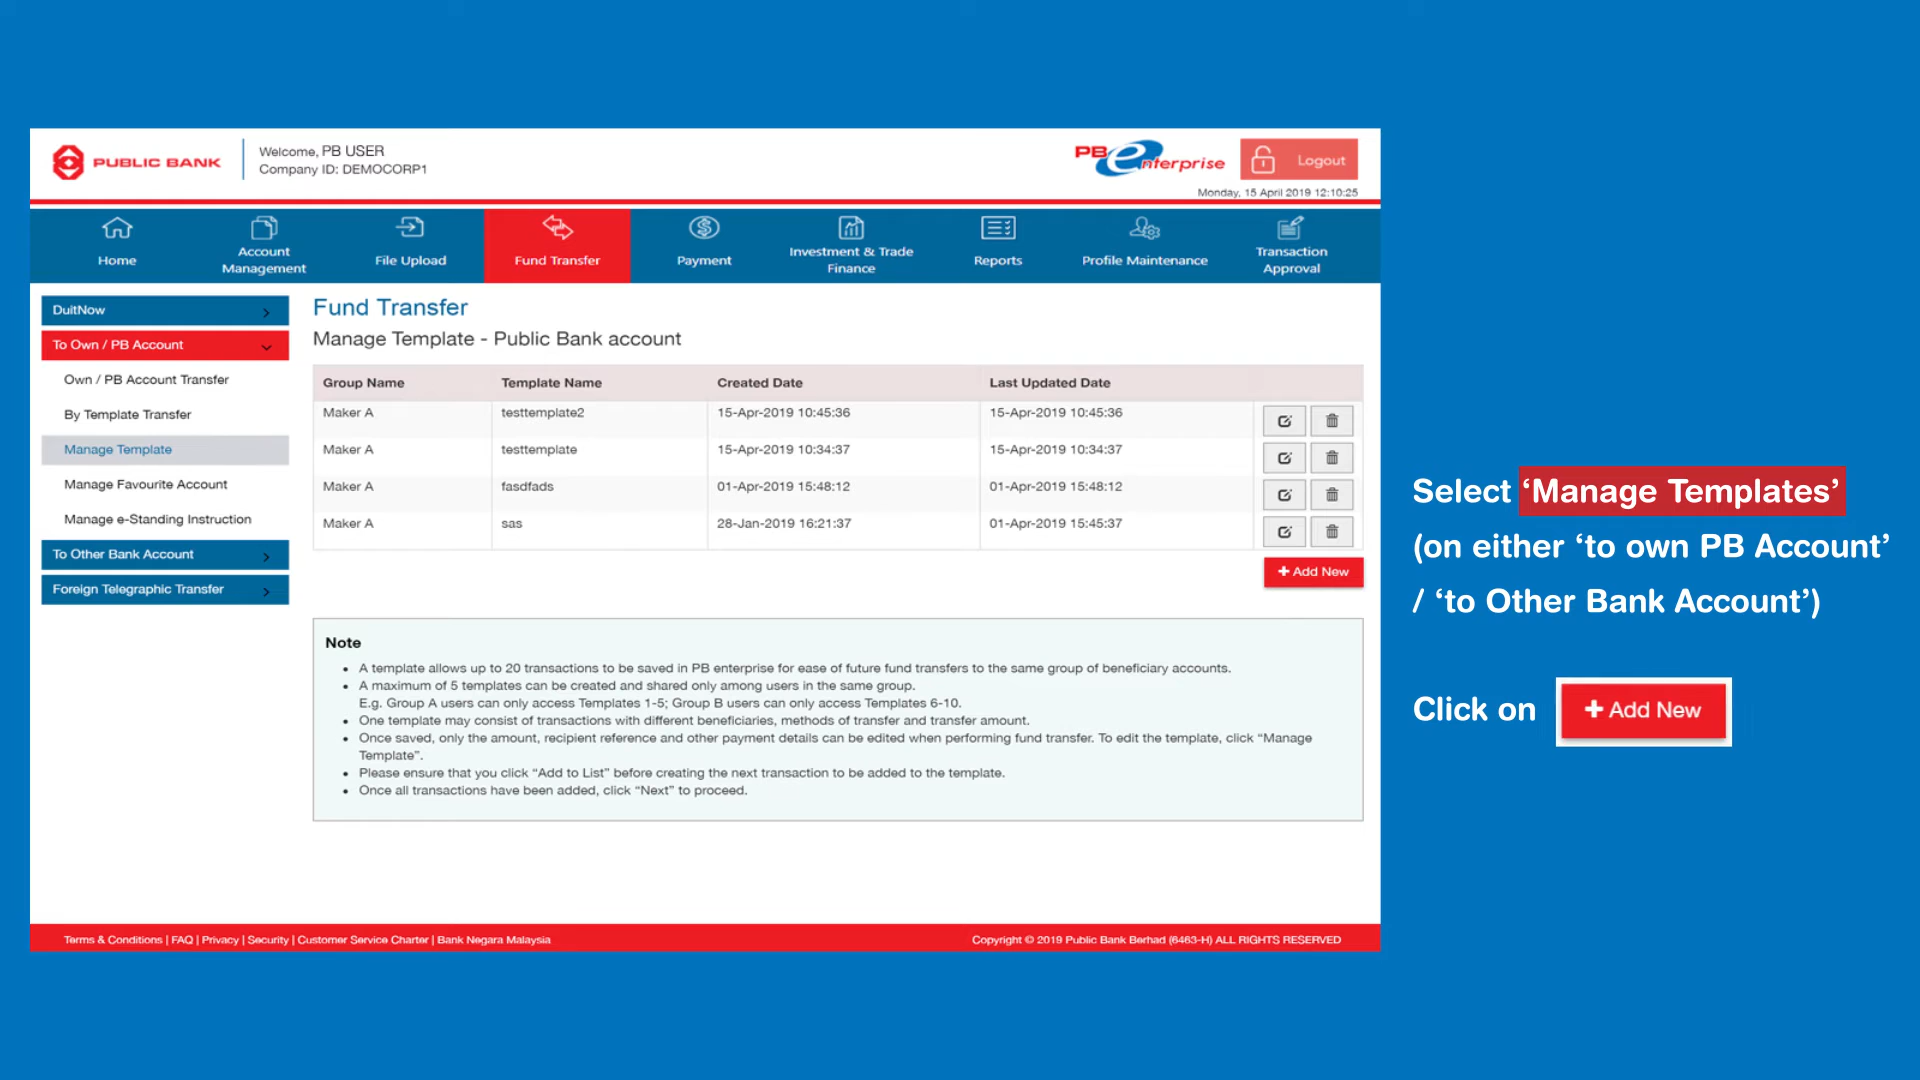 PUBLIC BANK
Welcome, PB USER
Company ID: DEMOCORP1
PB enterprise
Logout
Monday, 15 April 2019 12:10:25
Home
Account Management
File Upload
Fund Transfer
Payment
Investment & Trade Finance
Reports
Profile Maintenance
Transaction Approval
DuitNow
To Own / PB Account
Own / PB Account Transfer
By Template Transfer
Manage Template
Manage Favourite Account
Manage e-Standing Instruction
To Other Bank Account
Foreign Telegraphic Transfer
Fund Transfer
Manage Template - Public Bank account
Group Name Template Name Created Date Last Updated Date
Maker A testtemplate2 15-Apr-2019 10:45:36 15-Apr-2019 10:45:36
Maker A testtemplate 15-Apr-2019 10:34:37 15-Apr-2019 10:34:37
Maker A fasdfads 01-Apr-2019 15:48:12 01-Apr-2019 15:48:12
Maker A sas 28-Jan-2019 16:21:37 01-Apr-2019 15:45:37
+ Add New
Note
• A template allows up to 20 transactions to be saved in PB enterprise for ease of future fund transfers to the same group of beneficiary accounts.
• A maximum of 5 templates can be created and shared only among users in the same group.
E.g. Group A users can only access Templates 1-5; Group B users can only access Templates 6-10.
• One template may consist of transactions with different beneficiaries, methods of transfer and transfer amount.
• Once saved, only the amount, recipient reference and other payment details can be edited when performing fund transfer. To edit the template, click “Manage
Template”.
• Please ensure that you click “Add to List” before creating the next transaction to be added to the template.
• Once all transactions have been added, click “Next” to proceed.
Terms & Conditions | FAQ | Privacy | Security | Customer Service Charter | Bank Negara Malaysia
Copyright © 2019 Public Bank Berhad (6463-H) ALL RIGHTS RESERVED
Select ‘Manage Templates’
(on either ‘to own PB Account’
/ ‘to Other Bank Account’)
Click on + Add New